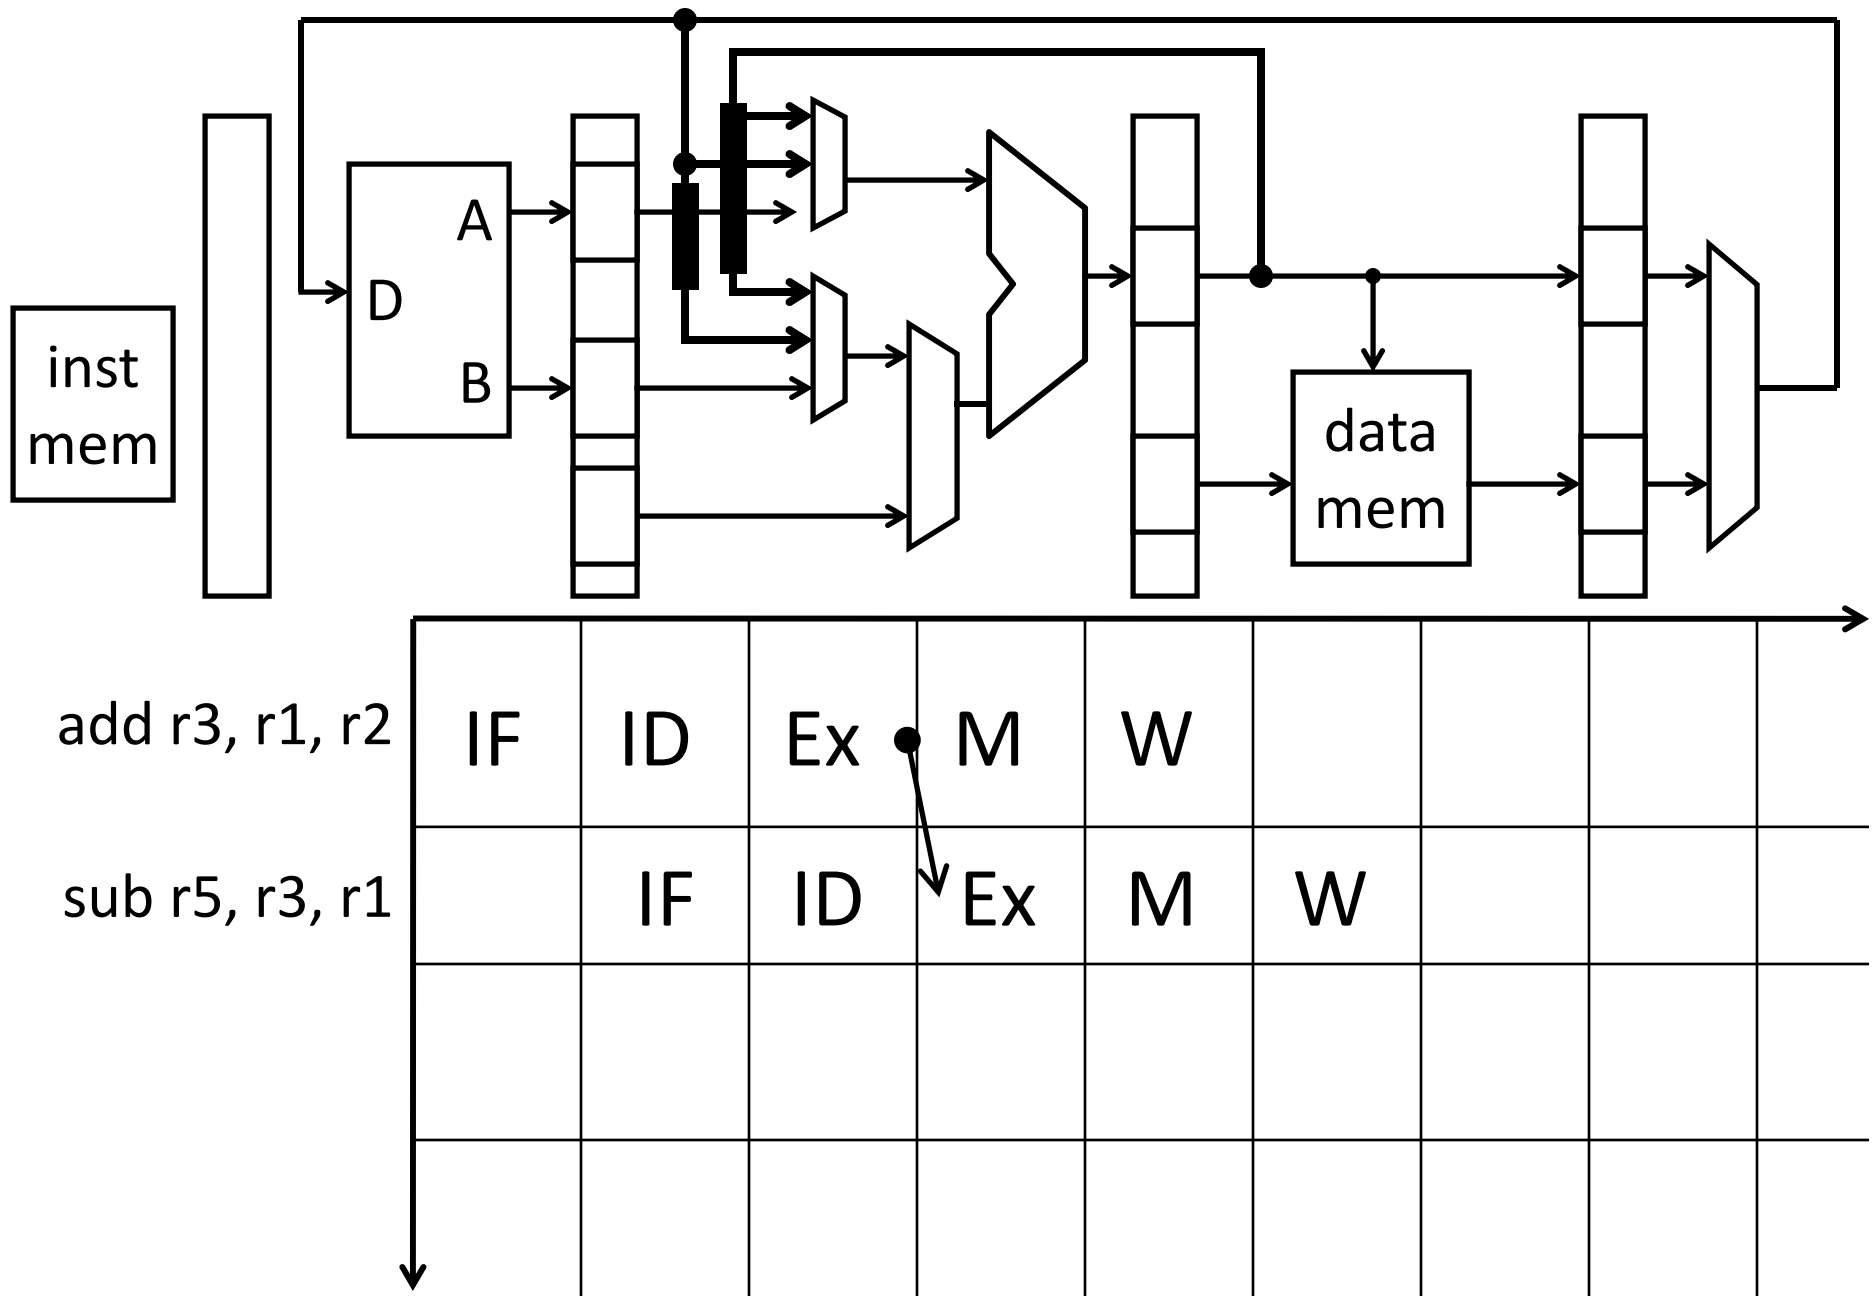 A
D
B
inst
mem
data
mem
add r3, r1, r2 IF ID Ex M W
sub r5, r3, r1 IF ID Ex M W